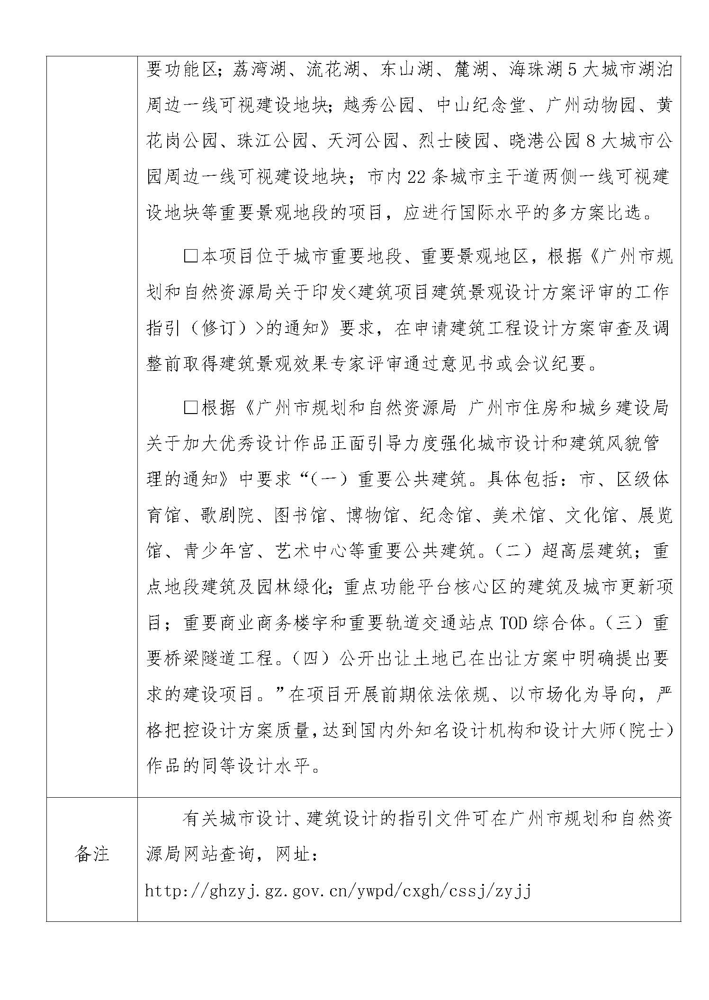 要功能区；荔湾湖、流花湖、东山湖、麓湖、海珠湖 5 大城市湖泊
周边一线可视建设地块；越秀公园、中山纪念堂、广州动物园、黄
花岗公园、珠江公园、天河公园、烈士陵园、晓港公园 8 大城市公
园周边一线可视建设地块；市内 22 条城市主干道两侧一线可视建
设地块等重要景观地段的项目，应进行国际水平的多方案比选。
□本项目位于城市重要地段、重要景观地区，根据《广州市规
划和自然资源局关于印发<建筑项目建筑景观设计方案评审的工作
指引（修订）>的通知》要求，在申请建筑工程设计方案审查及调
整前取得建筑景观效果专家评审通过意见书或会议纪要。
□根据《广州市规划和自然资源局 广州市住房和城乡建设局
关于加大优秀设计作品正面引导力度强化城市设计和建筑风貌管
理的通知》中要求“（一）重要公共建筑。具体包括：市、区级体
育馆、歌剧院、图书馆、博物馆、纪念馆、美术馆、文化馆、展览
馆、青少年宫、艺术中心等重要公共建筑。（二）超高层建筑；重
点地段建筑及园林绿化；重点功能平台核心区的建筑及城市更新项
目；重要商业商务楼宇和重要轨道交通站点 TOD 综合体。（三）重
要桥梁隧道工程。（四）公开出让土地已在出让方案中明确提出要
求的建设项目。”在项目开展前期依法依规、以市场化为导向，严
格把控设计方案质量，达到国内外知名设计机构和设计大师（院士）
作品的同等设计水平。
备注
有关城市设计、建筑设计的指引文件可在广州市规划和自然资
源局网站查询，网址：
http://ghzyj.gz.gov.cn/ywpd/cxgh/cssj/zyjj